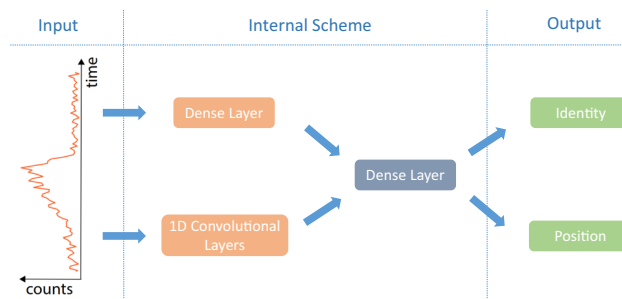 Input
Internal Scheme
Output
time
counts
Dense Layer
1D Convolutional
Layers
Dense Layer
Identity
Position